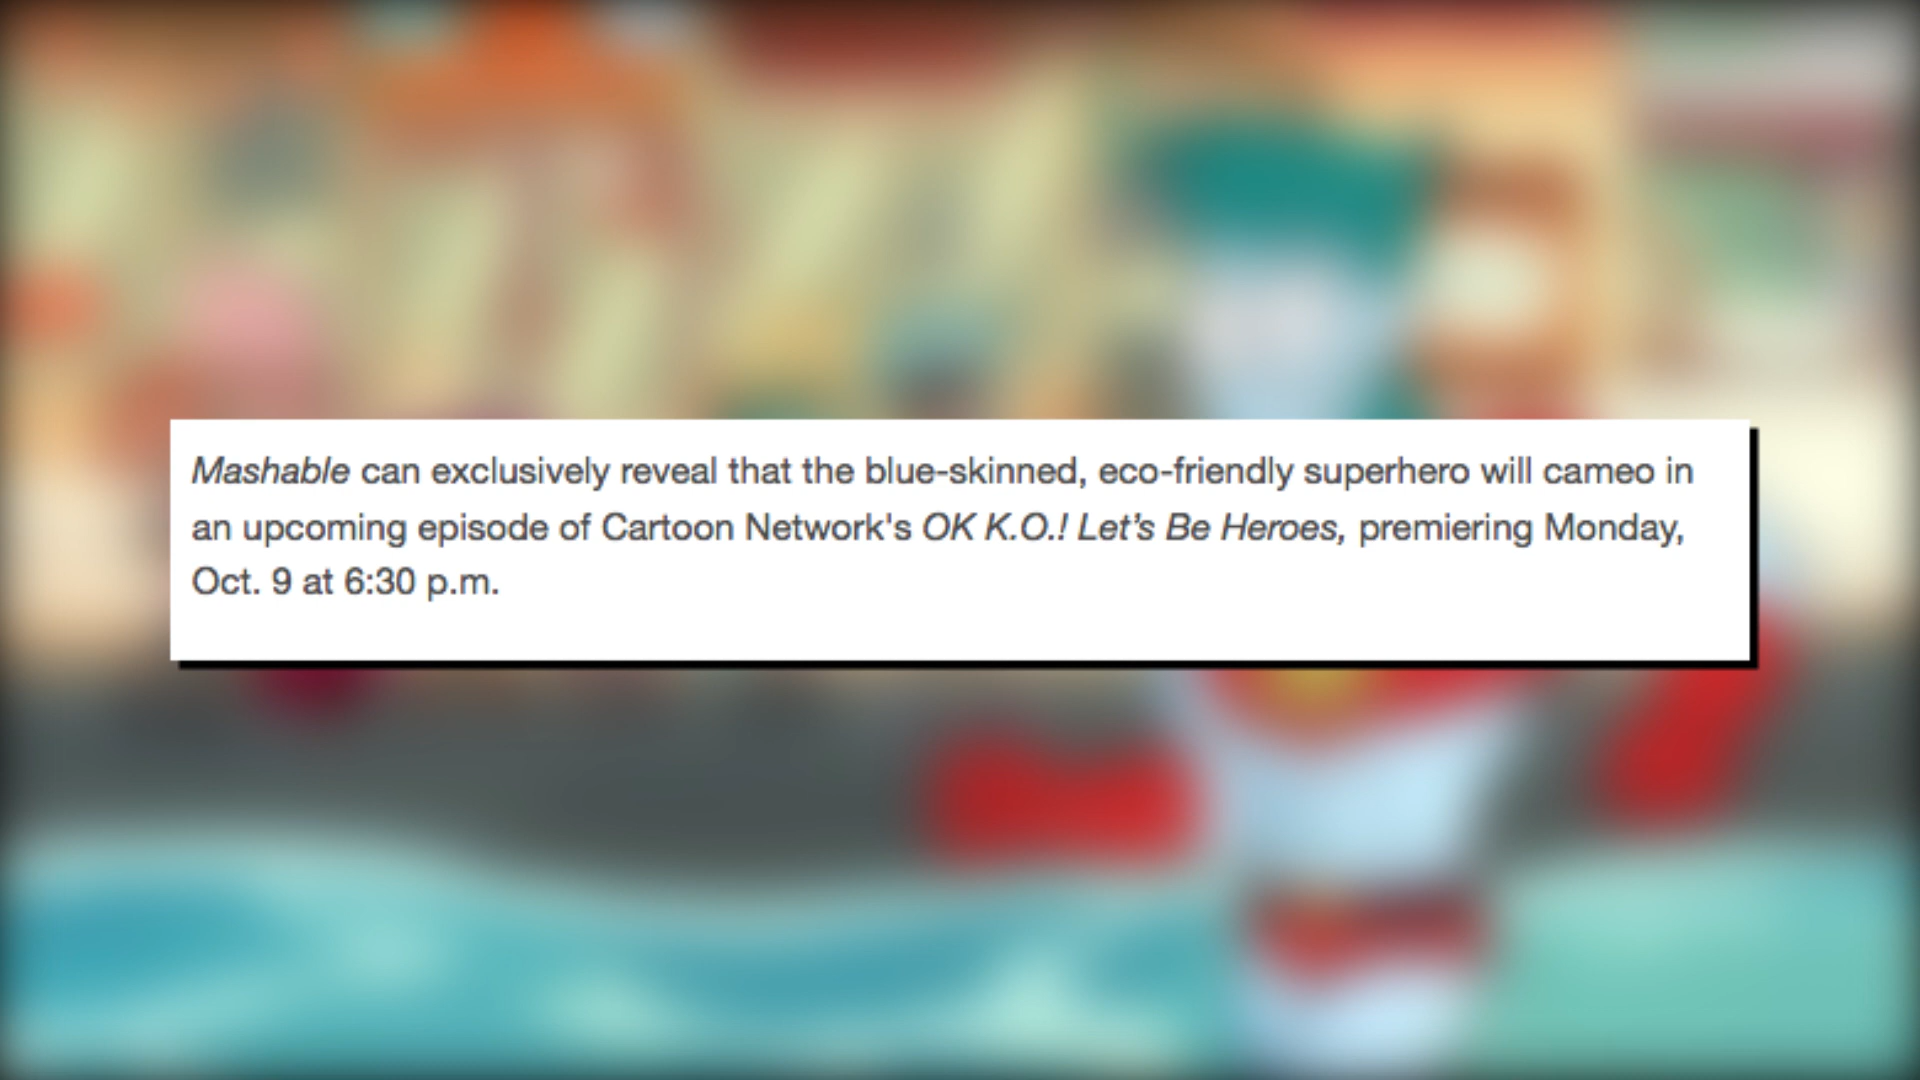 Mashable can exclusively reveal that the blue-skinned, eco-friendly superhero will cameo in
an upcoming episode of Cartoon Network's OK K.O.! Let’s Be Heroes, premiering Monday,
Oct. 9 at 6:30 p.m.